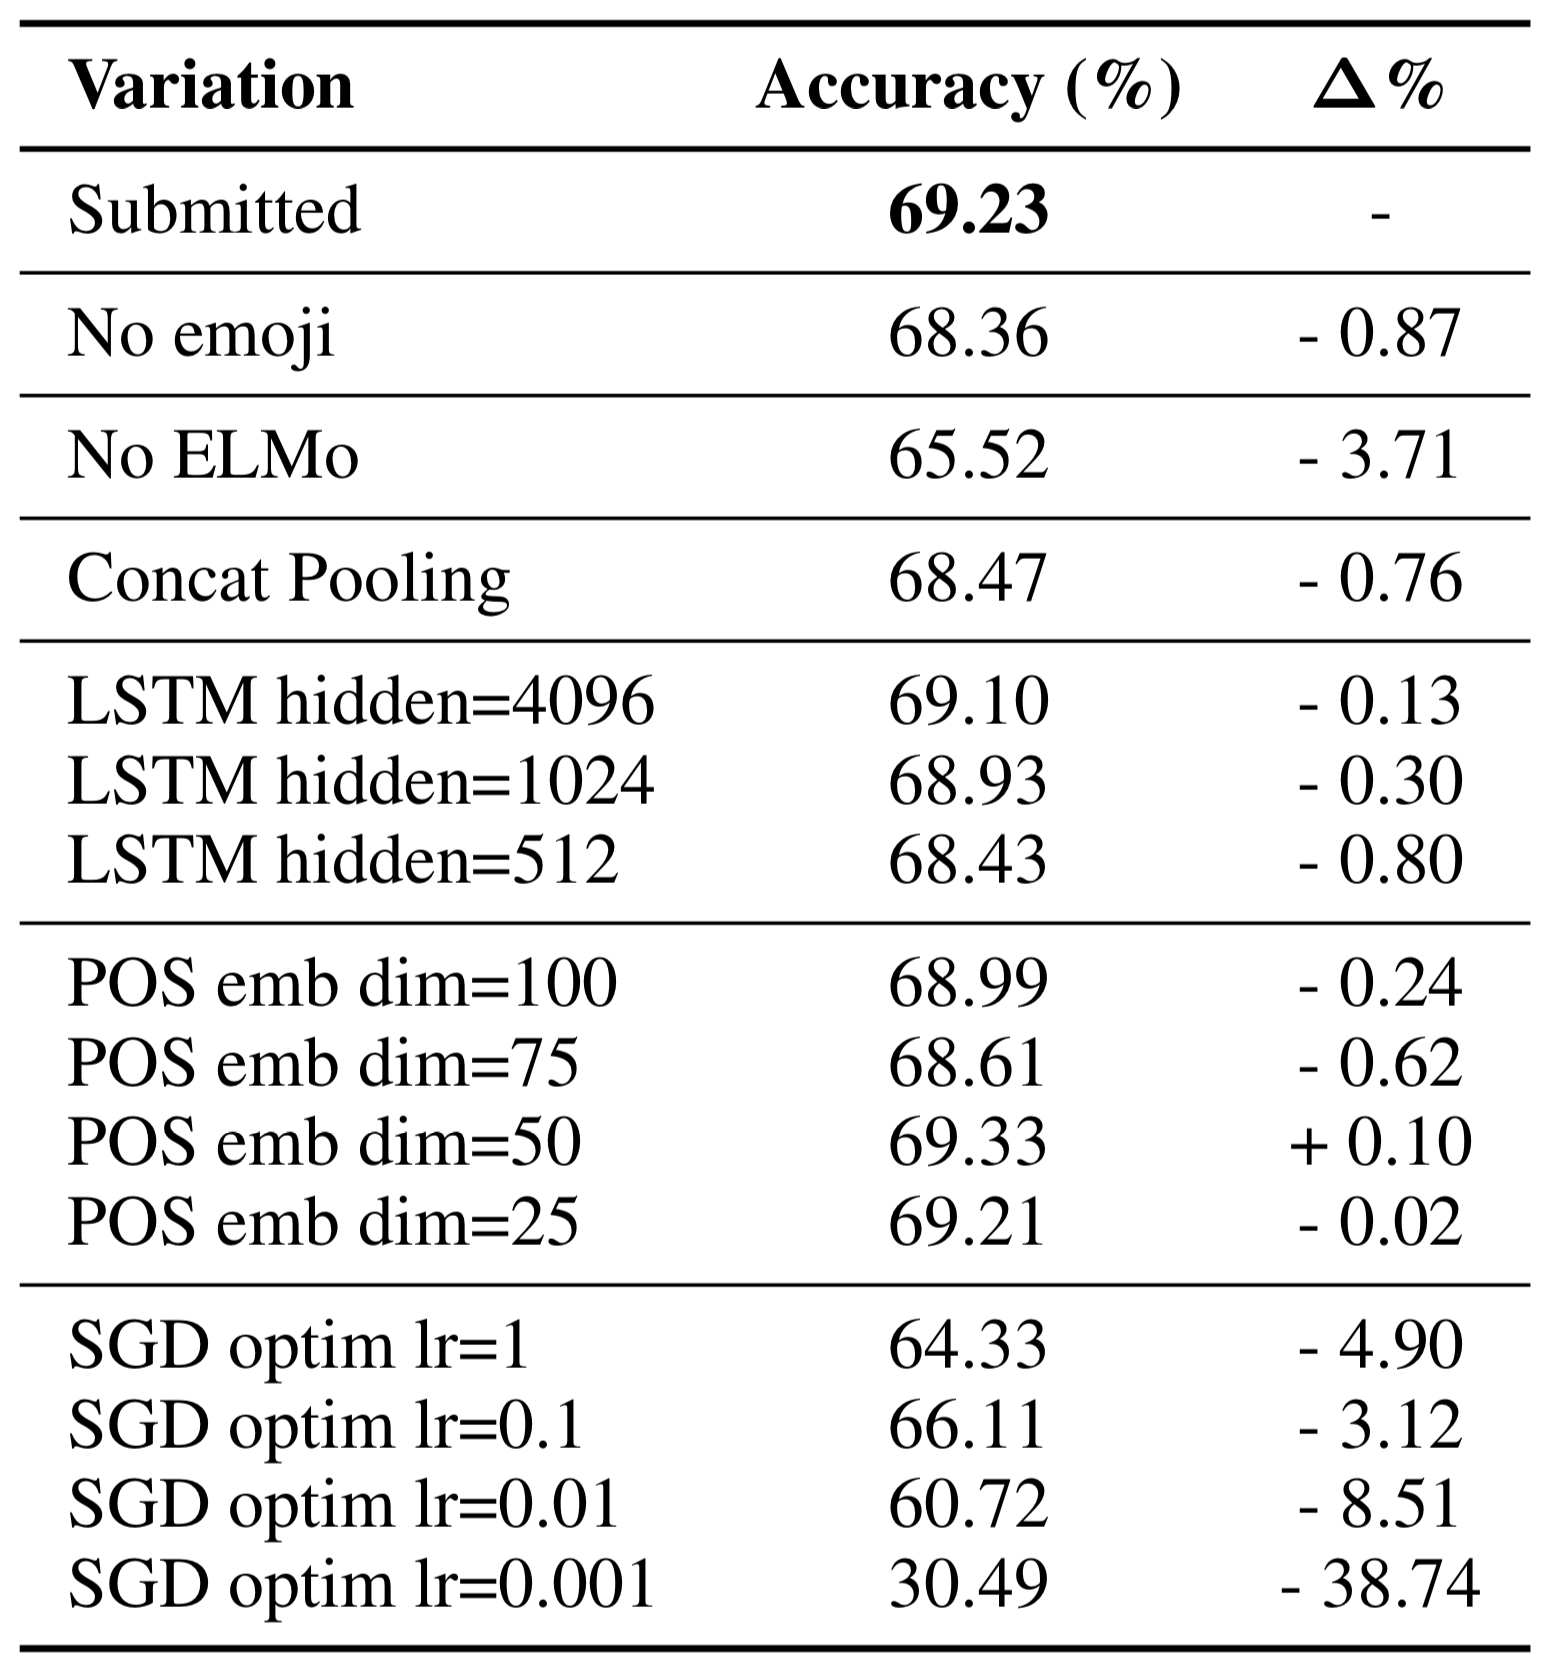 Variation Accuracy (%) Δ%
Submitted 69.23 -
No emoji 68.36 - 0.87
No ELMo 65.52 - 3.71
Concat Pooling 68.47 - 0.76
LSTM hidden=4096 69.10 - 0.13
LSTM hidden=1024 68.93 - 0.30
LSTM hidden=512 68.43 - 0.80
POS emb dim=100 68.99 - 0.24
POS emb dim=75 68.61 - 0.62
POS emb dim=50 69.33 + 0.10
POS emb dim=25 69.21 - 0.02
SGD optim lr=1 64.33 - 4.90
SGD optim lr=0.1 66.11 - 3.12
SGD optim lr=0.01 60.72 - 8.51
SGD optim lr=0.001 30.49 - 38.74